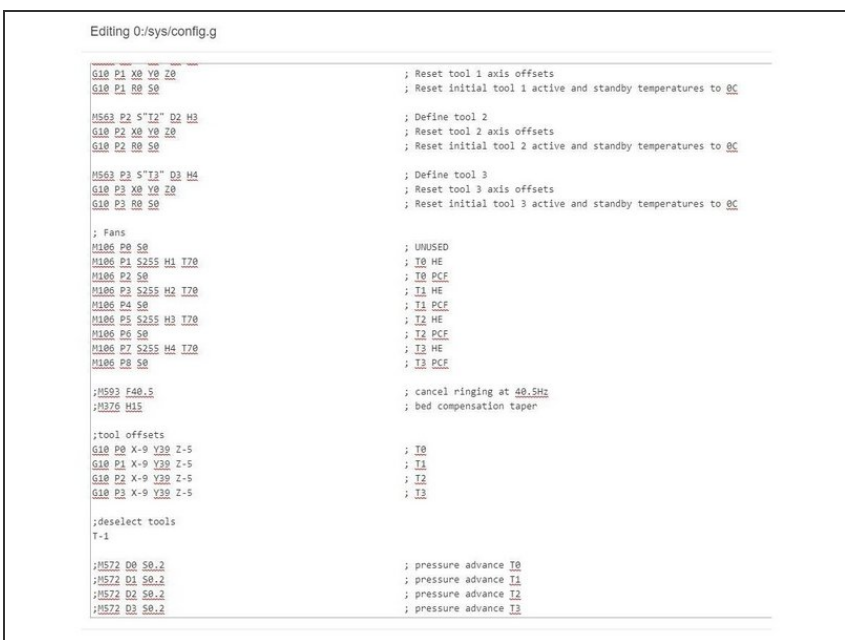 Editing 0:/sys/config.g
G10 P1 X0 Y0 Z0 ; Reset tool 1 axis offsets
G10 P1 R0 S0 ; Reset initial tool 1 active and standby temperatures to 0C
M563 P2 S"T2" D2 H3 ; Define tool 2
G10 P2 X0 Y0 Z0 ; Reset tool 2 axis offsets
G10 P2 R0 S0 ; Reset initial tool 2 active and standby temperatures to 0C
M563 P3 S"T3" D3 H4 ; Define tool 3
G10 P3 X0 Y0 Z0 ; Reset tool 3 axis offsets
G10 P3 R0 S0 ; Reset initial tool 3 active and standby temperatures to 0C
; Fans
M106 P0 S0 ; UNUSED
M106 P1 S255 H1 T70 ; T0 HE
M106 P2 S0 ; T0 PCF
M106 P3 S255 H2 T70 ; T1 HE
M106 P4 S0 ; T1 PCF
M106 P5 S255 H3 T70 ; T2 HE
M106 P6 S0 ; T2 PCF
M106 P7 S255 H4 T70 ; T3 HE
M106 P8 S0 ; T3 PCF
;M593 F40.5 ; cancel ringing at 40.5Hz
;M376 H15 ; bed compensation taper
;tool offsets
G10 P0 X-9 Y39 Z-5 ; T0
G10 P1 X-9 Y39 Z-5 ; T1
G10 P2 X-9 Y39 Z-5 ; T2
G10 P3 X-9 Y39 Z-5 ; T3
;deselect tools
T-1
;M572 D0 S0.2 ; pressure advance T0
;M572 D1 S0.2 ; pressure advance T1
;M572 D2 S0.2 ; pressure advance T2
;M572 D3 S0.2 ; pressure advance T3